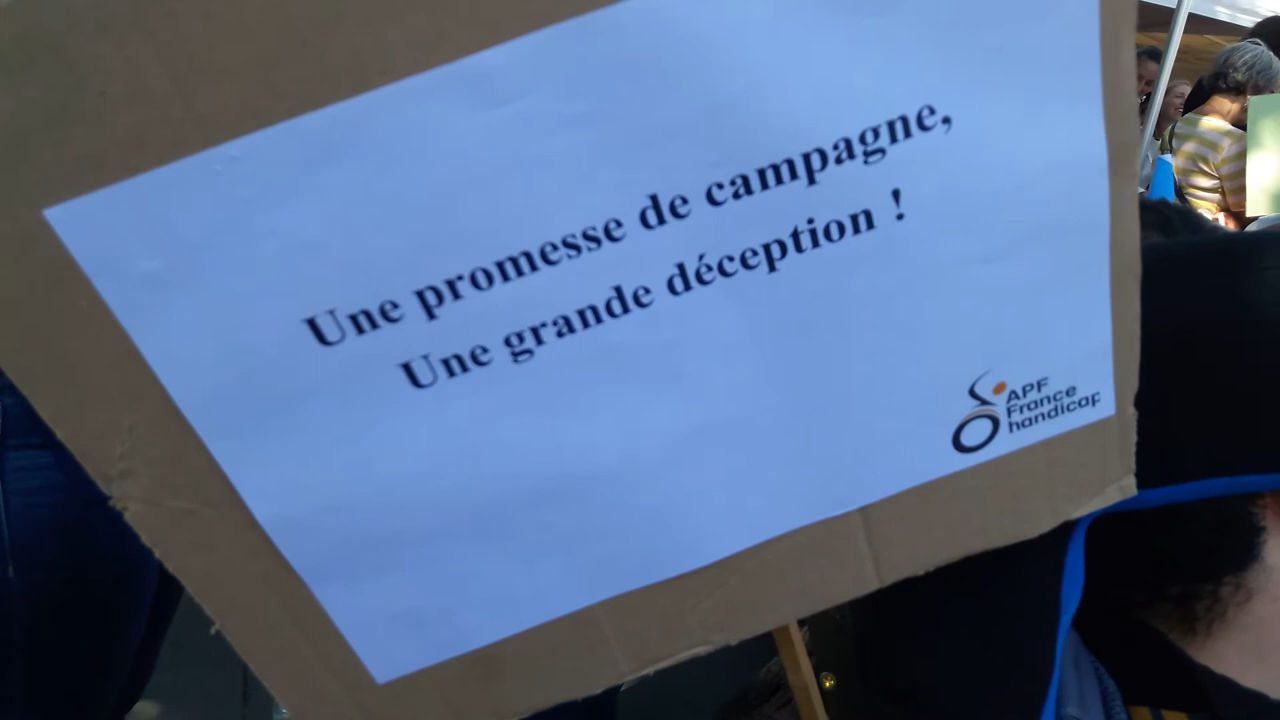 Une promesse de campagne,
Une grande déception !
APF
France
handicap